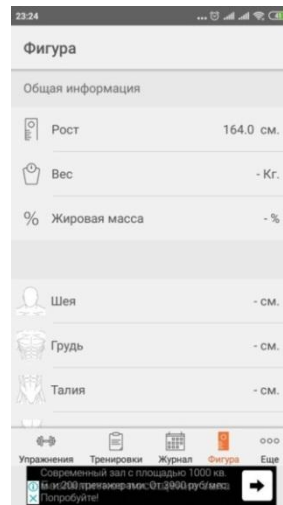 23:24
Фигура
Общая информация
Рост 164.0 см.
Вес - Кг.
% Жировая масса - %
Шея - см.
Грудь - см.
Талия - см.
Упражнения Тренировки Журнал Фигура Еще
Современный зал с площадью 1000 кв.
Попробуйте!